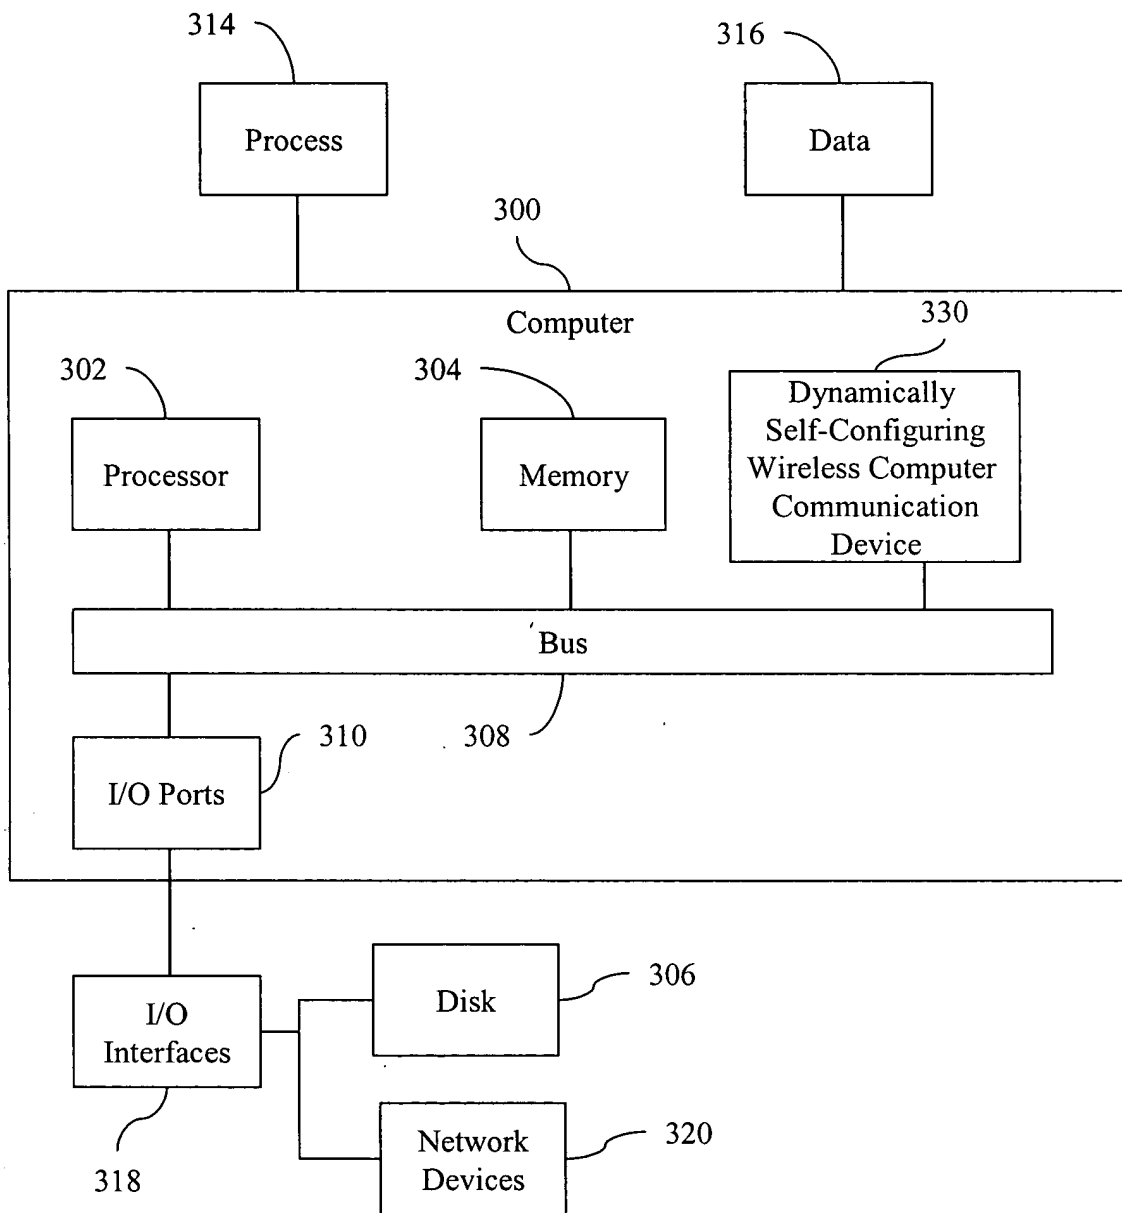 314
316
Process
Data
300
Computer
330
302
304
Dynamically
Self-Configuring
Wireless Computer
Communication
Device
Processor
Memory
Bus
310
308
I/O Ports
306
Disk
I/O
Interfaces
320
Network
Devices
318